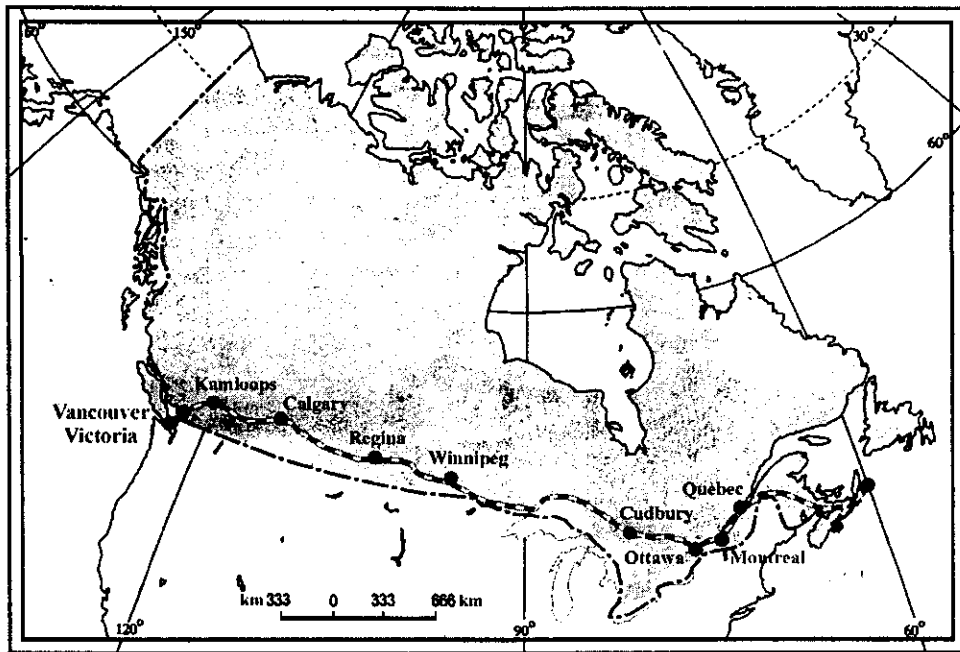 60°
150°
30°
60°
Kamloops
Vancouver
Calgary
Victoria
Regina
Winnipeg
Quebec
Cudbury
Ottawa
Montreal
km 333 0 333 666 km
120°
90°
60°